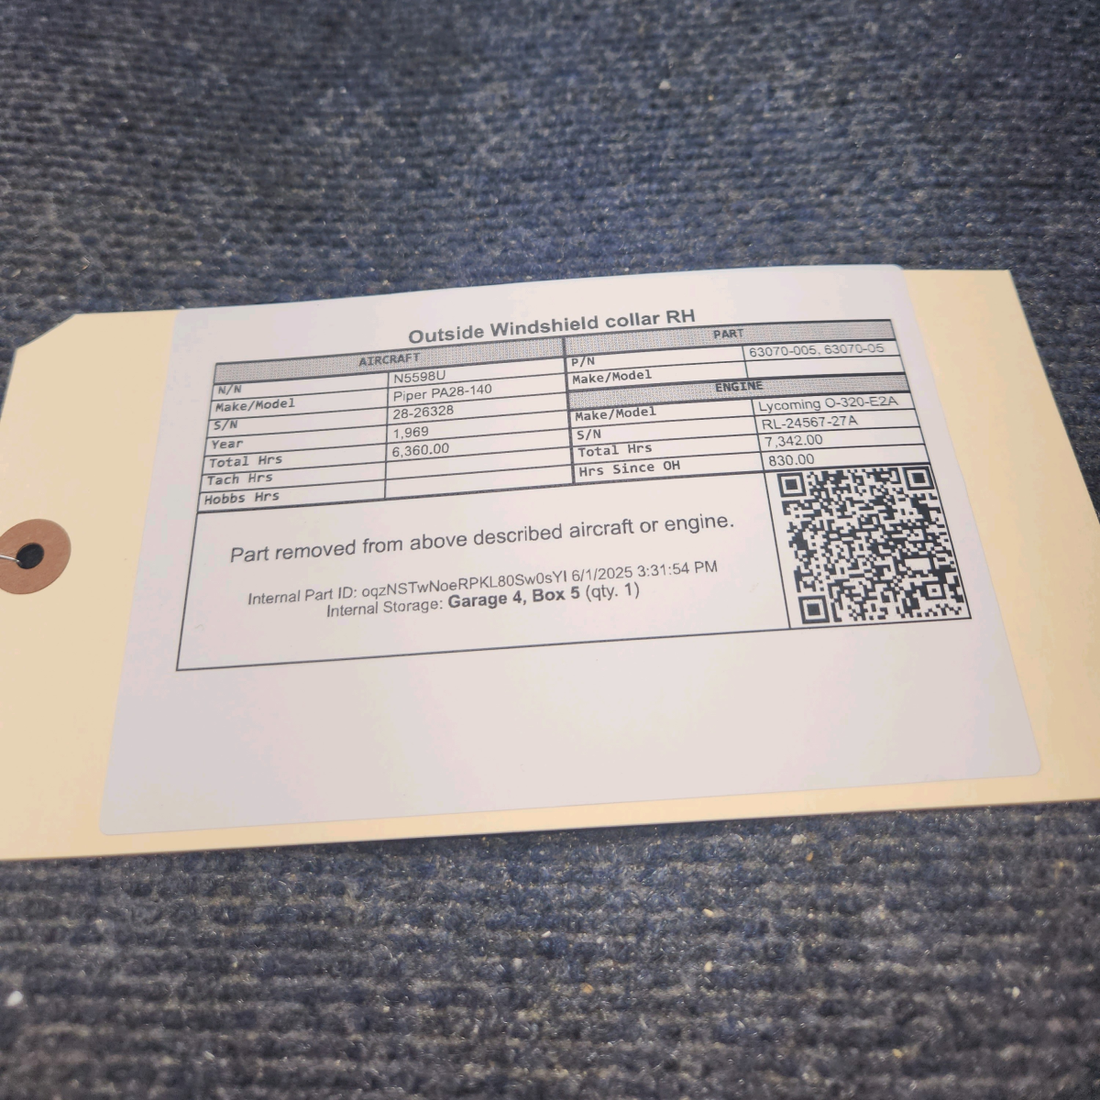 Outside Windshield collar RH
AIRCRAFT
N/N N5598U
Make/Model Piper PA28-140
S/N 28-26328
Year 1,969
Total Hrs 6,360.00
Tach Hrs
Hobbs Hrs
PART
P/N 63070-005, 63070-05
Make/Model
ENGINE
Make/Model Lycoming O-320-E2A
S/N RL-24567-27A
Total Hrs 7,342.00
Hrs Since OH 830.00
Part removed from above described aircraft or engine.
Internal Part ID: oqzNSTwNoeRPKL80Sw0sYI 6/1/2025 3:31:54 PM
Internal Storage: Garage 4, Box 5 (qty. 1)